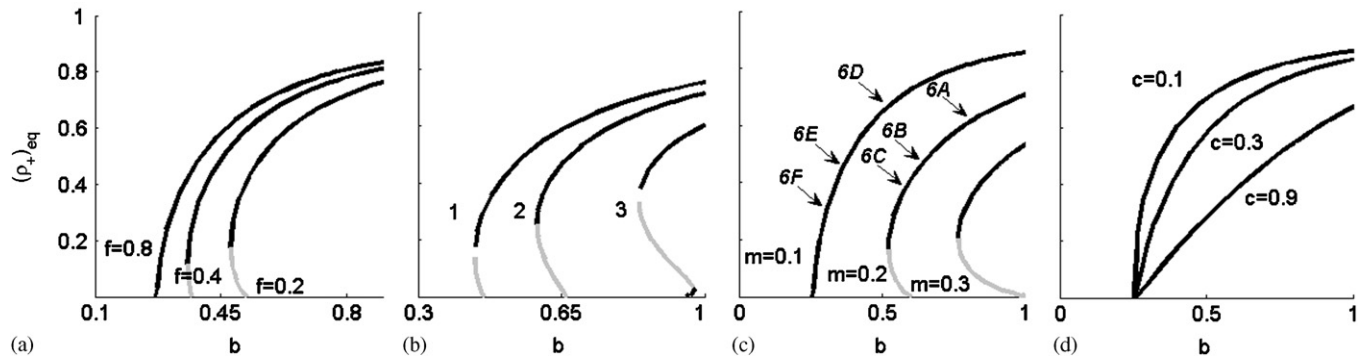 (ρ₊)eq
1
0.8
0.6
0.4
0.2
f=0.8
f=0.4
f=0.2
0.1
0.45
0.8
(a)
b
1
2
3
0.3
0.65
1
(b)
b
6D
6A
6E
6B
6C
6F
m=0.1
m=0.2
m=0.3
0
0.5
1
(c)
b
c=0.1
c=0.3
c=0.9
0
0.5
1
(d)
b